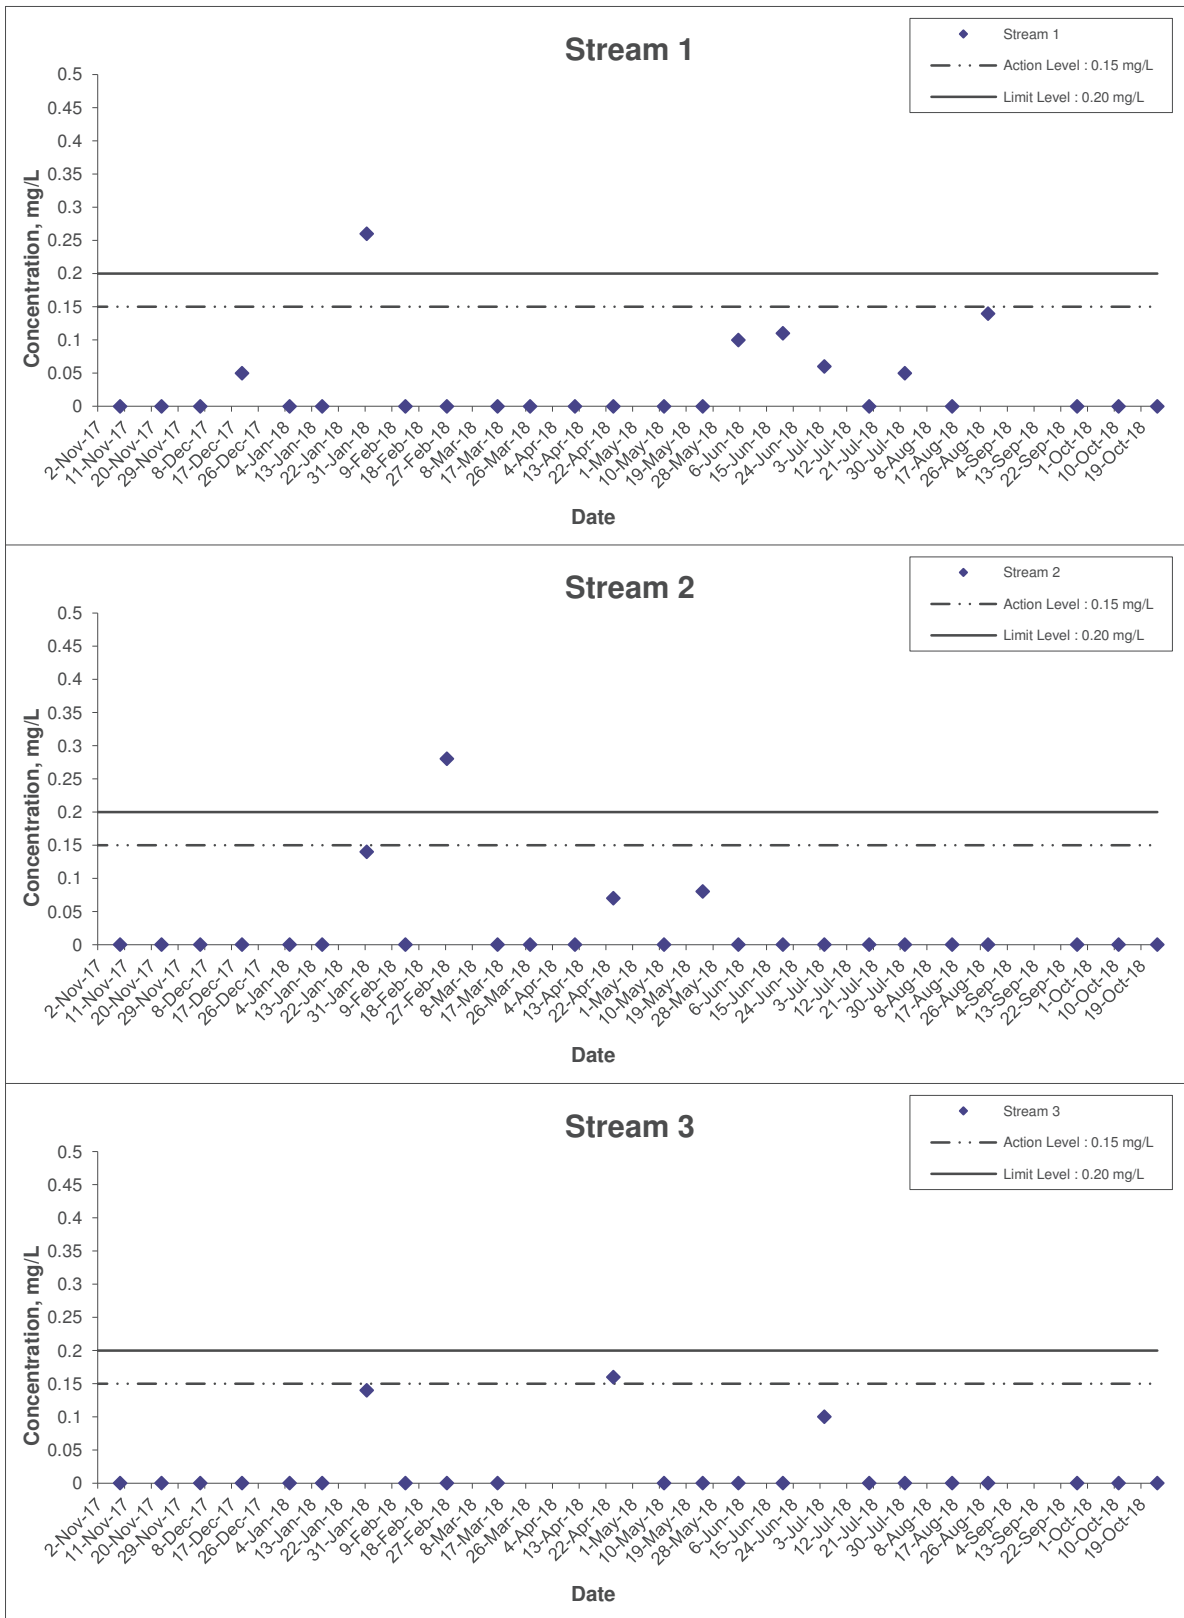 Stream 1
Stream 1
Action Level : 0.15 mg/L
Limit Level : 0.20 mg/L
Concentration, mg/L
0.5
0.45
0.4
0.35
0.3
0.25
0.2
0.15
0.1
0.05
0
2-Nov-17
11-Nov-17
20-Nov-17
29-Nov-17
8-Dec-17
17-Dec-17
26-Dec-17
4-Jan-18
13-Jan-18
22-Jan-18
31-Jan-18
9-Feb-18
18-Feb-18
27-Feb-18
8-Mar-18
17-Mar-18
26-Mar-18
4-Apr-18
13-Apr-18
22-Apr-18
1-May-18
10-May-18
19-May-18
28-May-18
6-Jun-18
15-Jun-18
24-Jun-18
3-Jul-18
12-Jul-18
21-Jul-18
30-Jul-18
8-Aug-18
17-Aug-18
26-Aug-18
4-Sep-18
13-Sep-18
22-Sep-18
1-Oct-18
10-Oct-18
19-Oct-18
Date
Stream 2
Stream 2
Action Level : 0.15 mg/L
Limit Level : 0.20 mg/L
Concentration, mg/L
0.5
0.45
0.4
0.35
0.3
0.25
0.2
0.15
0.1
0.05
0
2-Nov-17
11-Nov-17
20-Nov-17
29-Nov-17
8-Dec-17
17-Dec-17
26-Dec-17
4-Jan-18
13-Jan-18
22-Jan-18
31-Jan-18
9-Feb-18
18-Feb-18
27-Feb-18
8-Mar-18
17-Mar-18
26-Mar-18
4-Apr-18
13-Apr-18
22-Apr-18
1-May-18
10-May-18
19-May-18
28-May-18
6-Jun-18
15-Jun-18
24-Jun-18
3-Jul-18
12-Jul-18
21-Jul-18
30-Jul-18
8-Aug-18
17-Aug-18
26-Aug-18
4-Sep-18
13-Sep-18
22-Sep-18
1-Oct-18
10-Oct-18
19-Oct-18
Date
Stream 3
Stream 3
Action Level : 0.15 mg/L
Limit Level : 0.20 mg/L
Concentration, mg/L
0.5
0.45
0.4
0.35
0.3
0.25
0.2
0.15
0.1
0.05
0
2-Nov-17
11-Nov-17
20-Nov-17
29-Nov-17
8-Dec-17
17-Dec-17
26-Dec-17
4-Jan-18
13-Jan-18
22-Jan-18
31-Jan-18
9-Feb-18
18-Feb-18
27-Feb-18
8-Mar-18
17-Mar-18
26-Mar-18
4-Apr-18
13-Apr-18
22-Apr-18
1-May-18
10-May-18
19-May-18
28-May-18
6-Jun-18
15-Jun-18
24-Jun-18
3-Jul-18
12-Jul-18
21-Jul-18
30-Jul-18
8-Aug-18
17-Aug-18
26-Aug-18
4-Sep-18
13-Sep-18
22-Sep-18
1-Oct-18
10-Oct-18
19-Oct-18
Date